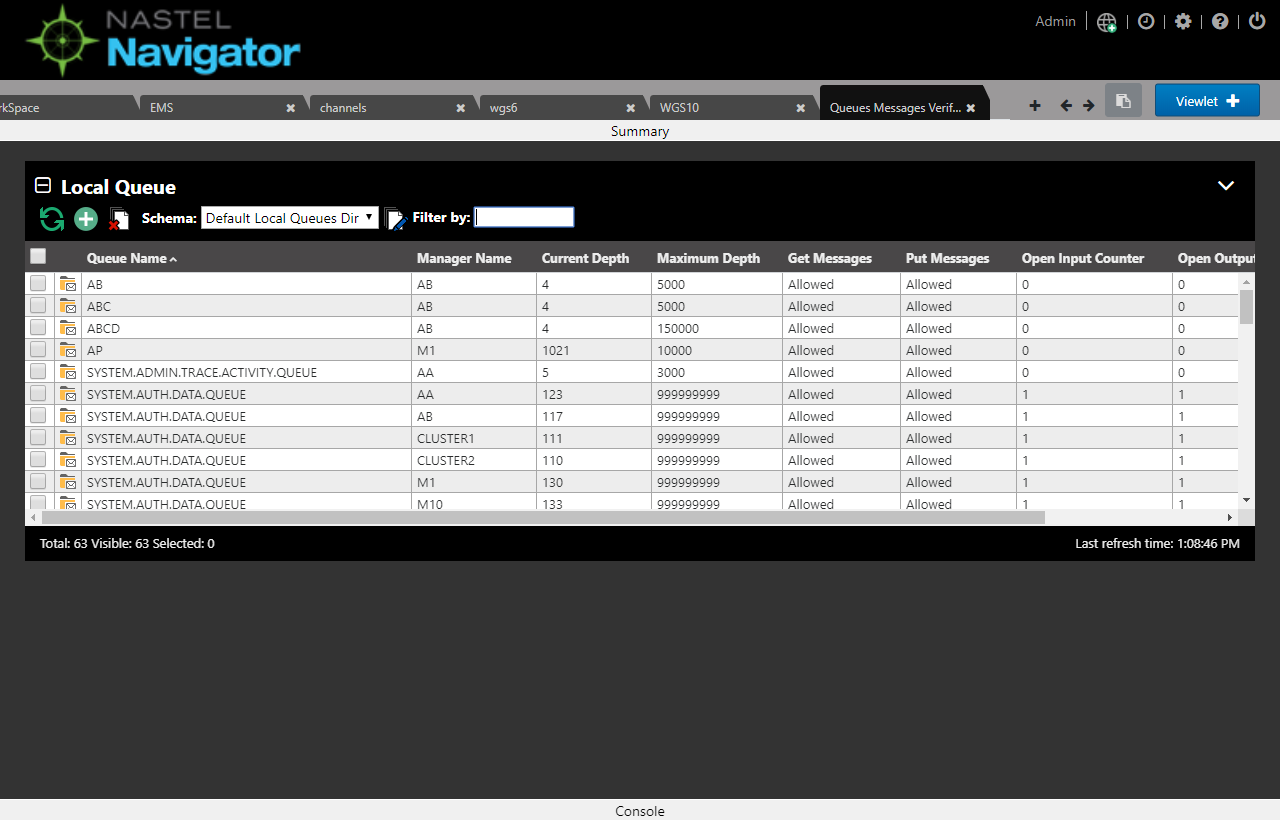 NASTEL
Navigator
Admin
rkSpace EMS channels wgs6 WGS10 Queues Messages Verif... Viewlet
Summary
Local Queue
Schema: Default Local Queues Dir Filter by:
Queue Name Manager Name Current Depth Maximum Depth Get Messages Put Messages Open Input Counter Open Output
AB AB 4 5000 Allowed Allowed 0 0
ABC AB 4 5000 Allowed Allowed 0 0
ABCD AB 4 150000 Allowed Allowed 0 0
AP M1 1021 10000 Allowed Allowed 0 0
SYSTEM.ADMIN.TRACE.ACTIVITY.QUEUE AA 5 3000 Allowed Allowed 0 0
SYSTEM.AUTH.DATA.QUEUE AA 123 999999999 Allowed Allowed 1 1
SYSTEM.AUTH.DATA.QUEUE AB 117 999999999 Allowed Allowed 1 1
SYSTEM.AUTH.DATA.QUEUE CLUSTER1 111 999999999 Allowed Allowed 1 1
SYSTEM.AUTH.DATA.QUEUE CLUSTER2 110 999999999 Allowed Allowed 1 1
SYSTEM.AUTH.DATA.QUEUE M1 130 999999999 Allowed Allowed 1 1
SYSTEM.AUTH.DATA.QUEUE M10 133 999999999 Allowed Allowed 1 1
Total: 63 Visible: 63 Selected: 0 Last refresh time: 1:08:46 PM
Console